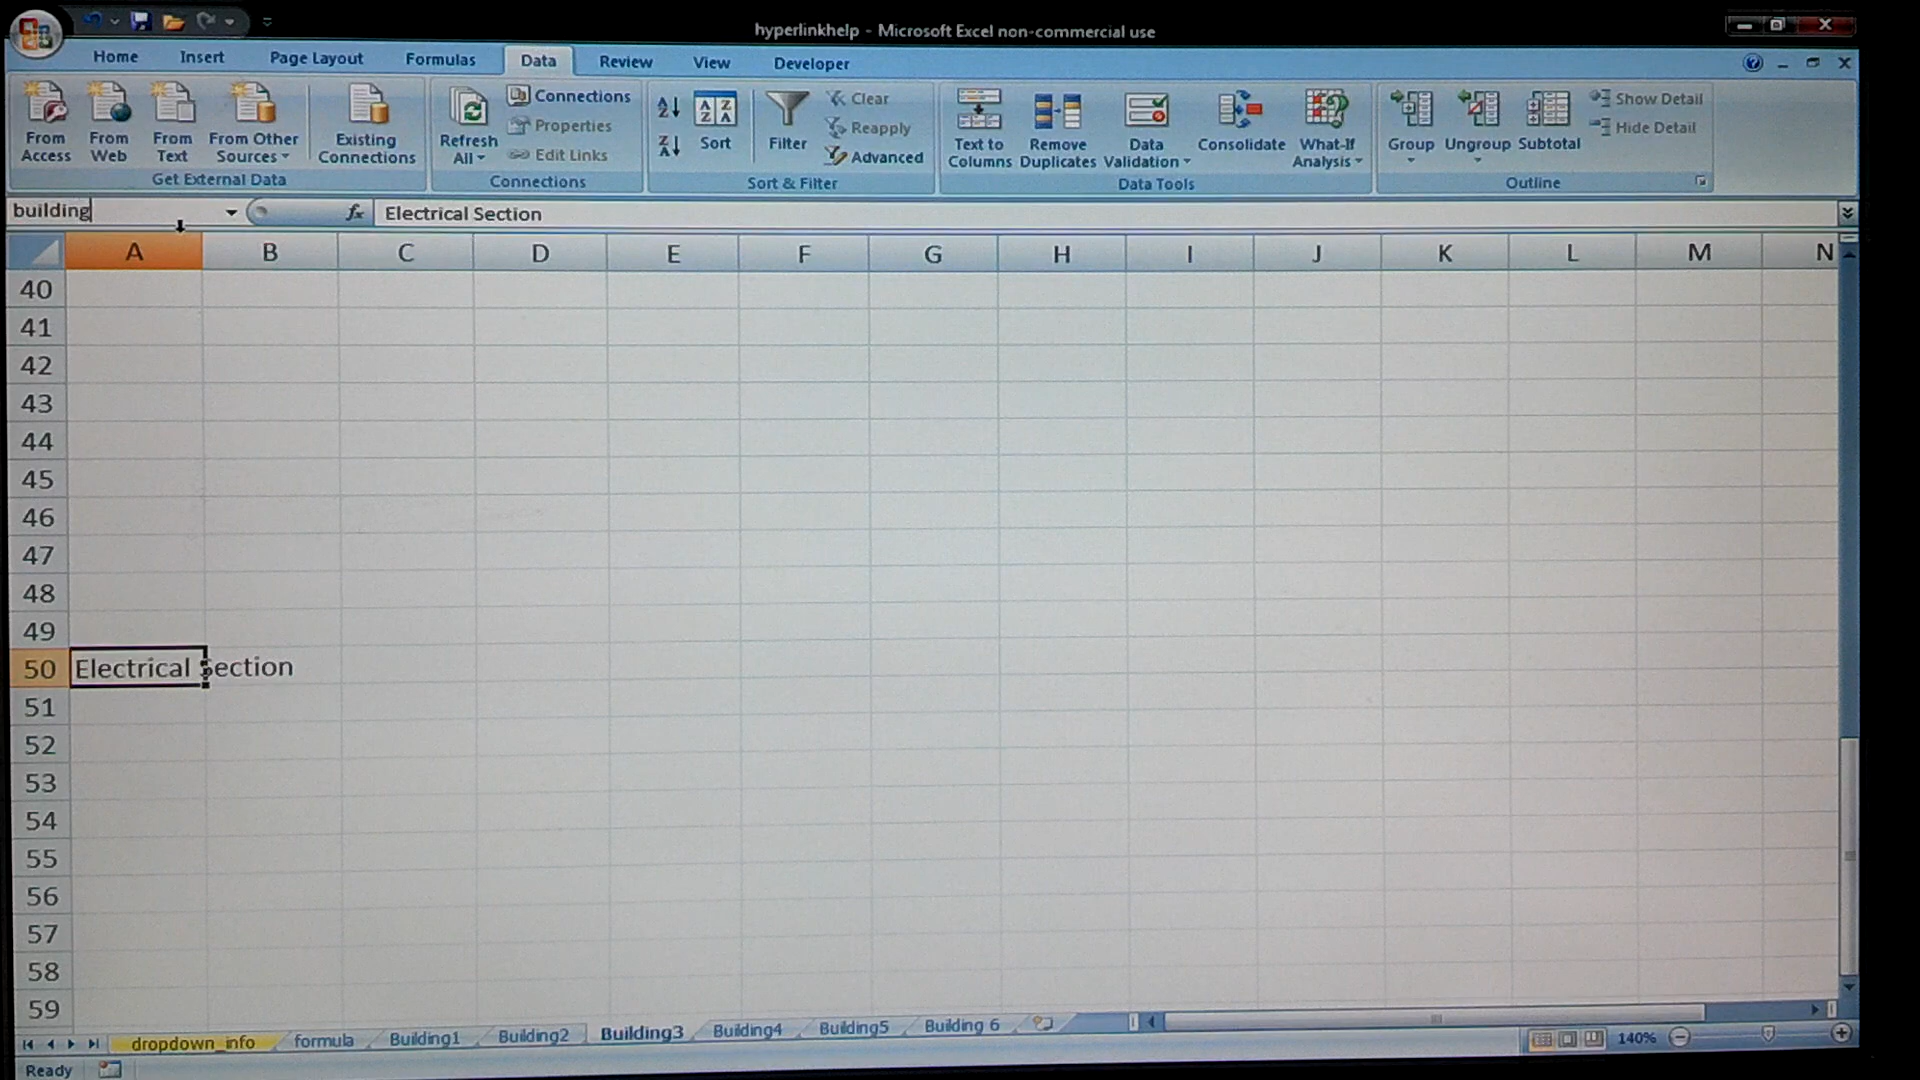 hyperlinkhelp - Microsoft Excel non-commercial use
Home Insert Page Layout Formulas Data Review View Developer
From Access
From Web
From Text
From Other Sources
Existing Connections
Get External Data
Refresh All
Connections
Properties
Edit Links
Connections
Sort
Filter
Clear
Reapply
Advanced
Sort & Filter
Text to Columns
Remove Duplicates
Data Validation
Consolidate
What-If Analysis
Data Tools
Group
Ungroup
Subtotal
Show Detail
Hide Detail
Outline
building
fx
Electrical Section
A B C D E F G H I J K L M N
40
41
42
43
44
45
46
47
48
49
50 Electrical Section
51
52
53
54
55
56
57
58
59
dropdown_info formula Building1 Building2 Building3 Building4 Building5 Building 6
Ready
140%